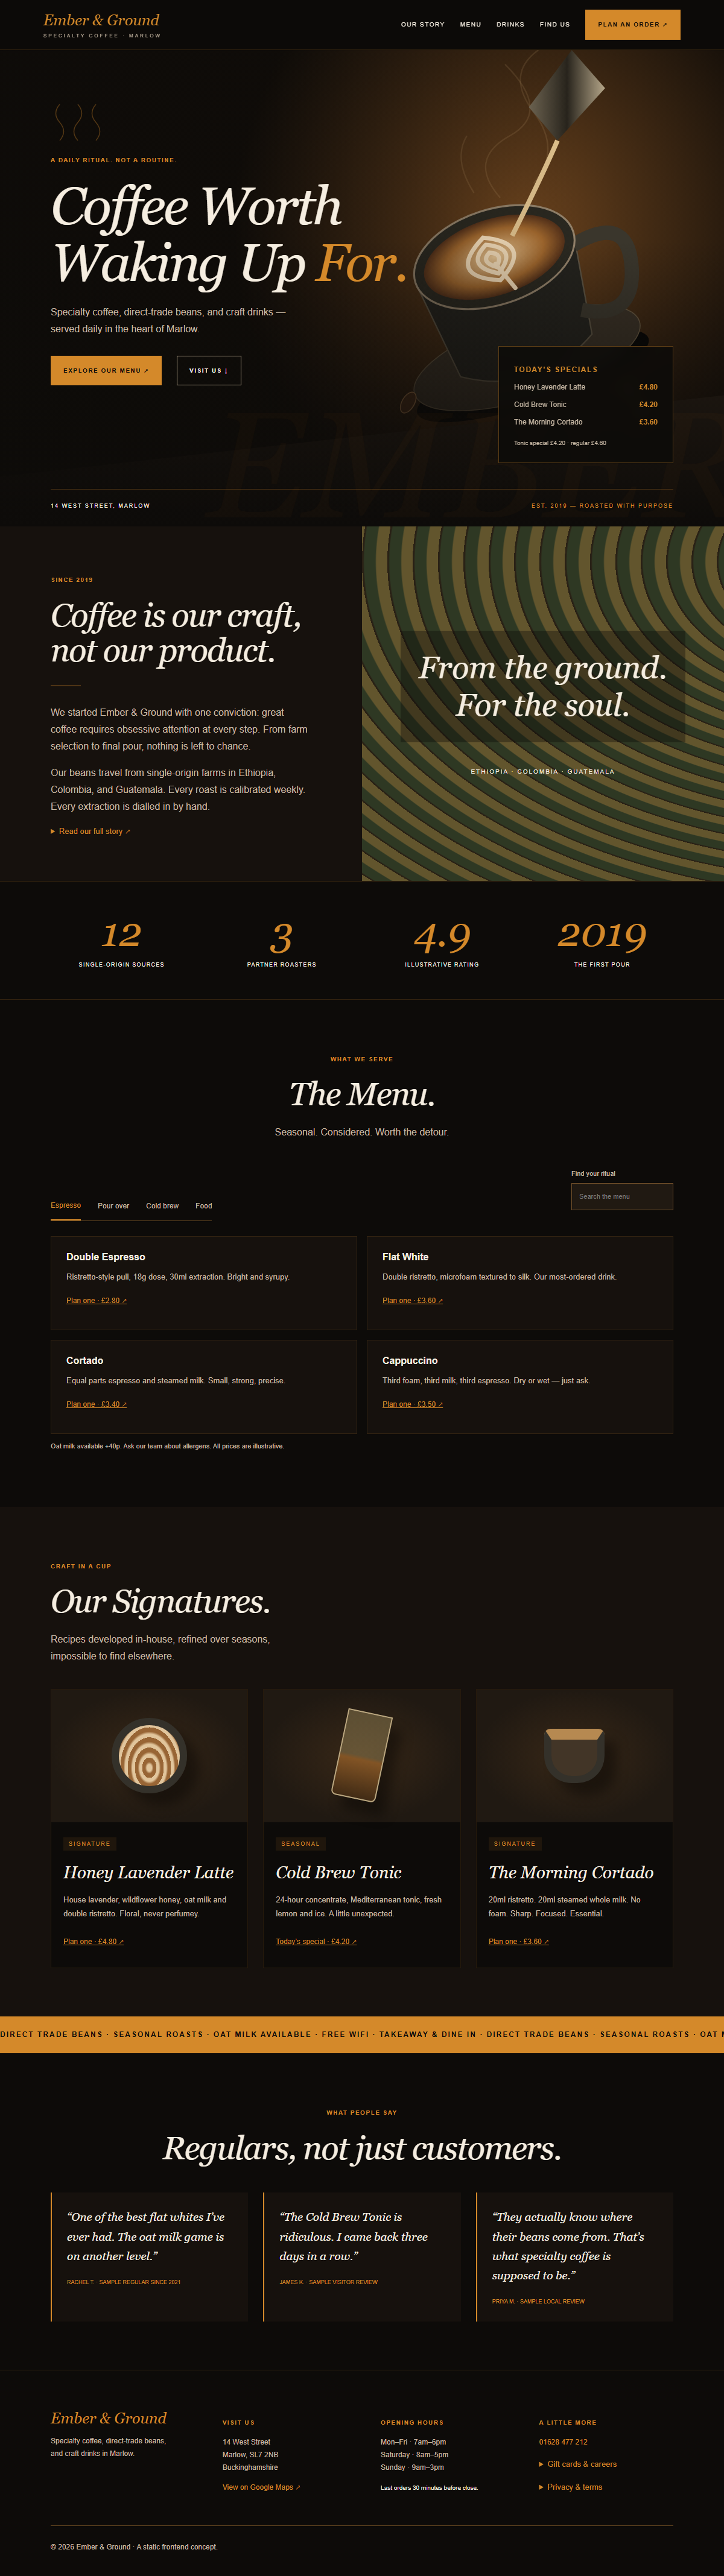 Ember & Ground
SPECIALTY COFFEE · MARLOW
OUR STORY
MENU
DRINKS
FIND US
PLAN AN ORDER ↗
A DAILY RITUAL. NOT A ROUTINE.
Coffee Worth
Waking Up For.
Specialty coffee, direct-trade beans, and craft drinks —
served daily in the heart of Marlow.
EXPLORE OUR MENU ↗
VISIT US ↓
TODAY'S SPECIALS
Honey Lavender Latte £4.80
Cold Brew Tonic £4.20
The Morning Cortado £3.60
Tonic special £4.20 · regular £4.60
EMBER
14 WEST STREET, MARLOW
EST. 2019 — ROASTED WITH PURPOSE
SINCE 2019
Coffee is our craft,
not our product.
We started Ember & Ground with one conviction: great
coffee requires obsessive attention at every step. From farm
selection to final pour, nothing is left to chance.
Our beans travel from single-origin farms in Ethiopia,
Colombia, and Guatemala. Every roast is calibrated weekly.
Every extraction is dialled in by hand.
▶ Read our full story ↗
From the ground.
For the soul.
ETHIOPIA · COLOMBIA · GUATEMALA
12
SINGLE-ORIGIN SOURCES
3
PARTNER ROASTERS
4.9
ILLUSTRATIVE RATING
2019
THE FIRST POUR
WHAT WE SERVE
The Menu.
Seasonal. Considered. Worth the detour.
Find your ritual
Search the menu
Espresso
Pour over
Cold brew
Food
Double Espresso
Ristretto-style pull, 18g dose, 30ml extraction. Bright and syrupy.
Plan one · £2.80 ↗
Flat White
Double ristretto, microfoam textured to silk. Our most-ordered drink.
Plan one · £3.60 ↗
Cortado
Equal parts espresso and steamed milk. Small, strong, precise.
Plan one · £3.40 ↗
Cappuccino
Third foam, third milk, third espresso. Dry or wet — just ask.
Plan one · £3.50 ↗
Oat milk available +40p. Ask our team about allergens. All prices are illustrative.
CRAFT IN A CUP
Our Signatures.
Recipes developed in-house, refined over seasons,
impossible to find elsewhere.
SIGNATURE
Honey Lavender Latte
House lavender, wildflower honey, oat milk and
double ristretto. Floral, never perfumey.
Plan one · £4.80 ↗
SEASONAL
Cold Brew Tonic
24-hour concentrate, Mediterranean tonic, fresh
lemon and ice. A little unexpected.
Today's special · £4.20 ↗
SIGNATURE
The Morning Cortado
20ml ristretto. 20ml steamed whole milk. No
foam. Sharp. Focused. Essential.
Plan one · £3.60 ↗
DIRECT TRADE BEANS · SEASONAL ROASTS · OAT MILK AVAILABLE · FREE WIFI · TAKEAWAY & DINE IN · DIRECT TRADE BEANS · SEASONAL ROASTS · OAT
WHAT PEOPLE SAY
Regulars, not just customers.
“One of the best flat whites I’ve
ever had. The oat milk game is
on another level.”
RACHEL T. · SAMPLE REGULAR SINCE 2021
“The Cold Brew Tonic is
ridiculous. I came back three
days in a row.”
JAMES K. · SAMPLE VISITOR REVIEW
“They actually know where
their beans come from. That’s
what specialty coffee is
supposed to be.”
PRIYA M. · SAMPLE LOCAL REVIEW
Ember & Ground
Specialty coffee, direct-trade beans,
and craft drinks in Marlow.
VISIT US
14 West Street
Marlow, SL7 2NB
Buckinghamshire
View on Google Maps ↗
OPENING HOURS
Mon–Fri · 7am–6pm
Saturday · 8am–5pm
Sunday · 9am–3pm
Last orders 30 minutes before close.
A LITTLE MORE
01628 477 212
▶ Gift cards & careers
▶ Privacy & terms
© 2026 Ember & Ground · A static frontend concept.